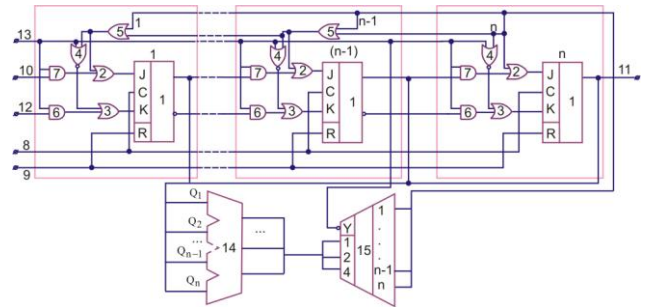 1 n-1 n
5 5
13
4 4 4
1 (n-1) n
10 7 2 J 7 2 J 7 2 J 11
C 1 C 1 C 1
12 6 3 K 6 3 K 6 3 K
R R R
8
9
Q1
Q2
...
Qn-1
Qn
14
...
Y
1
2
4
15
1
.
.
.
n-1
n